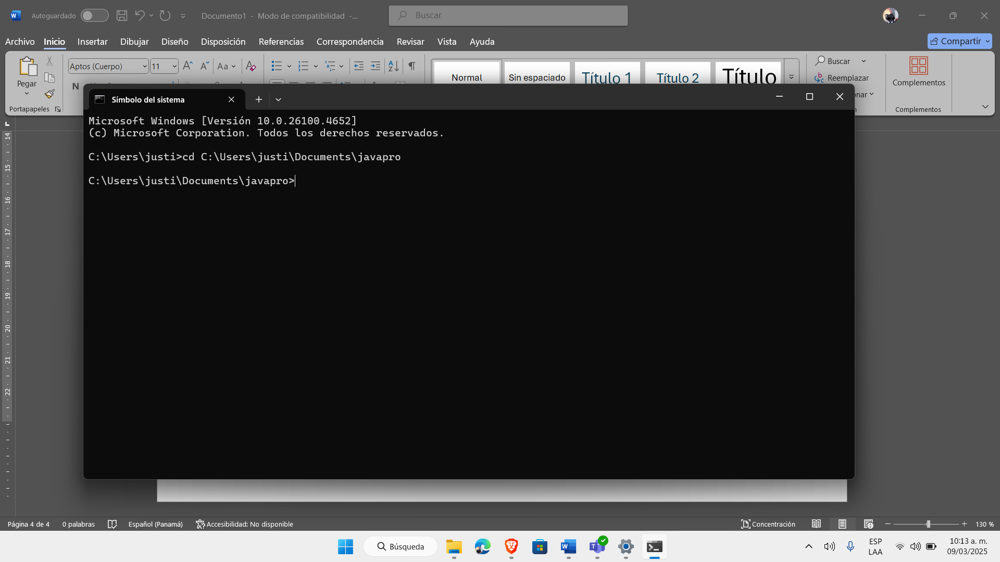 Autoguardado
Documento1 - Modo de compatibilidad -...
Buscar
Archivo
Inicio
Insertar
Dibujar
Diseño
Disposición
Referencias
Correspondencia
Revisar
Vista
Ayuda
Compartir
Pegar
Portapapeles
Aptos (Cuerpo)
11
Aa
N
Normal
Sin espaciado
Título 1
Título 2
Título
Buscar
Reemplazar
Complementos
Complementos
Símbolo del sistema
Microsoft Windows [Versión 10.0.26100.4652]
(c) Microsoft Corporation. Todos los derechos reservados.
C:\Users\justi>cd C:\Users\justi\Documents\javapro
C:\Users\justi\Documents\javapro>
14
15
16
17
18
19
20
21
22
Página 4 de 4
0 palabras
Español (Panamá)
Accesibilidad: No disponible
Concentración
130 %
Búsqueda
ESP
LAA
10:13 a. m.
09/03/2025